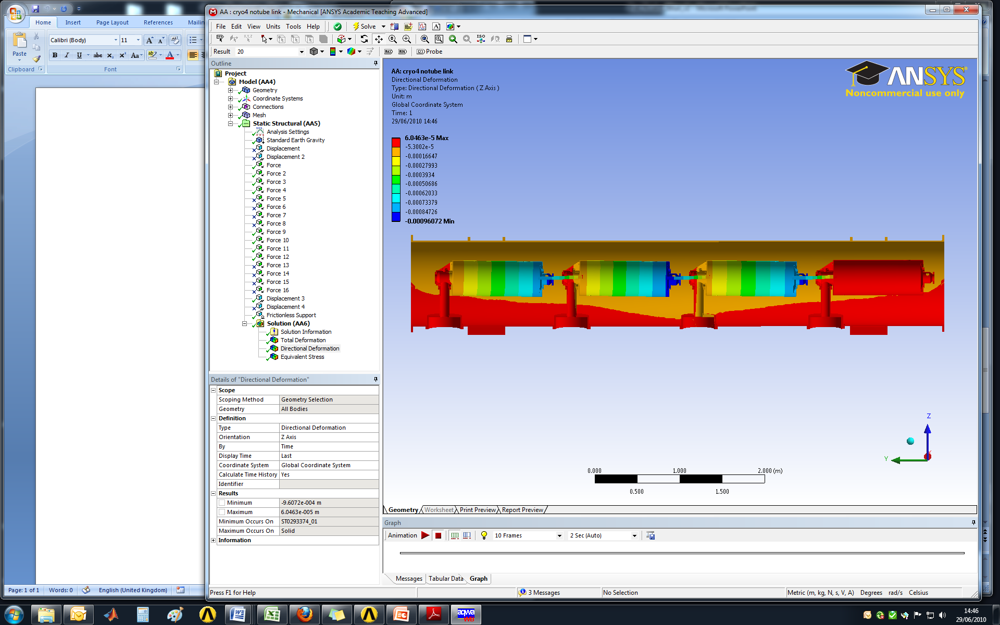 Home Insert Page Layout References Mailin
Calibri (Body) 11
Paste
B I U abc X₂ X² Aa ab A
Clipboard Font
AA : cryo4 notube link - Mechanical [ANSYS Academic Teaching Advanced]
File Edit View Units Tools Help Solve
Result 20 Probe
Outline
Project
Model (AA4)
Geometry
Coordinate Systems
Connections
Mesh
Static Structural (AA5)
Analysis Settings
Standard Earth Gravity
Displacement
Displacement 2
Force
Force 2
Force 3
Force 4
Force 5
Force 6
Force 7
Force 8
Force 9
Force 10
Force 11
Force 12
Force 13
Force 14
Force 15
Force 16
Displacement 3
Displacement 4
Frictionless Support
Solution (AA6)
Solution Information
Total Deformation
Directional Deformation
Equivalent Stress
Details of "Directional Deformation"
Scope
Scoping Method Geometry Selection
Geometry All Bodies
Definition
Type Directional Deformation
Orientation Z Axis
By Time
Display Time Last
Coordinate System Global Coordinate System
Calculate Time History Yes
Identifier
Results
Minimum -9.6072e-004 m
Maximum 6.0463e-005 m
Minimum Occurs On ST0293374_01
Maximum Occurs On Solid
Information
AA: cryo4 notube link
Directional Deformation
Type: Directional Deformation ( Z Axis )
Unit: m
Global Coordinate System
Time: 1
29/06/2010 14:46
6.0463e-5 Max
-5.3002e-5
-0.00016647
-0.00027993
-0.0003934
-0.00050686
-0.00062033
-0.00073379
-0.00084726
-0.00096072 Min
ANSYS
Noncommercial use only
Z
Y
0.000 1.000 2.000 (m)
0.500 1.500
Geometry Worksheet Print Preview Report Preview
Graph
Animation 10 Frames 2 Sec (Auto)
Messages Tabular Data Graph
Press F1 for Help 3 Messages No Selection Metric (m, kg, N, s, V, A) Degrees rad/s Celsius
Page: 1 of 1 Words: 0 English (United Kingdom)
aqwa
WB
14:46
29/06/2010